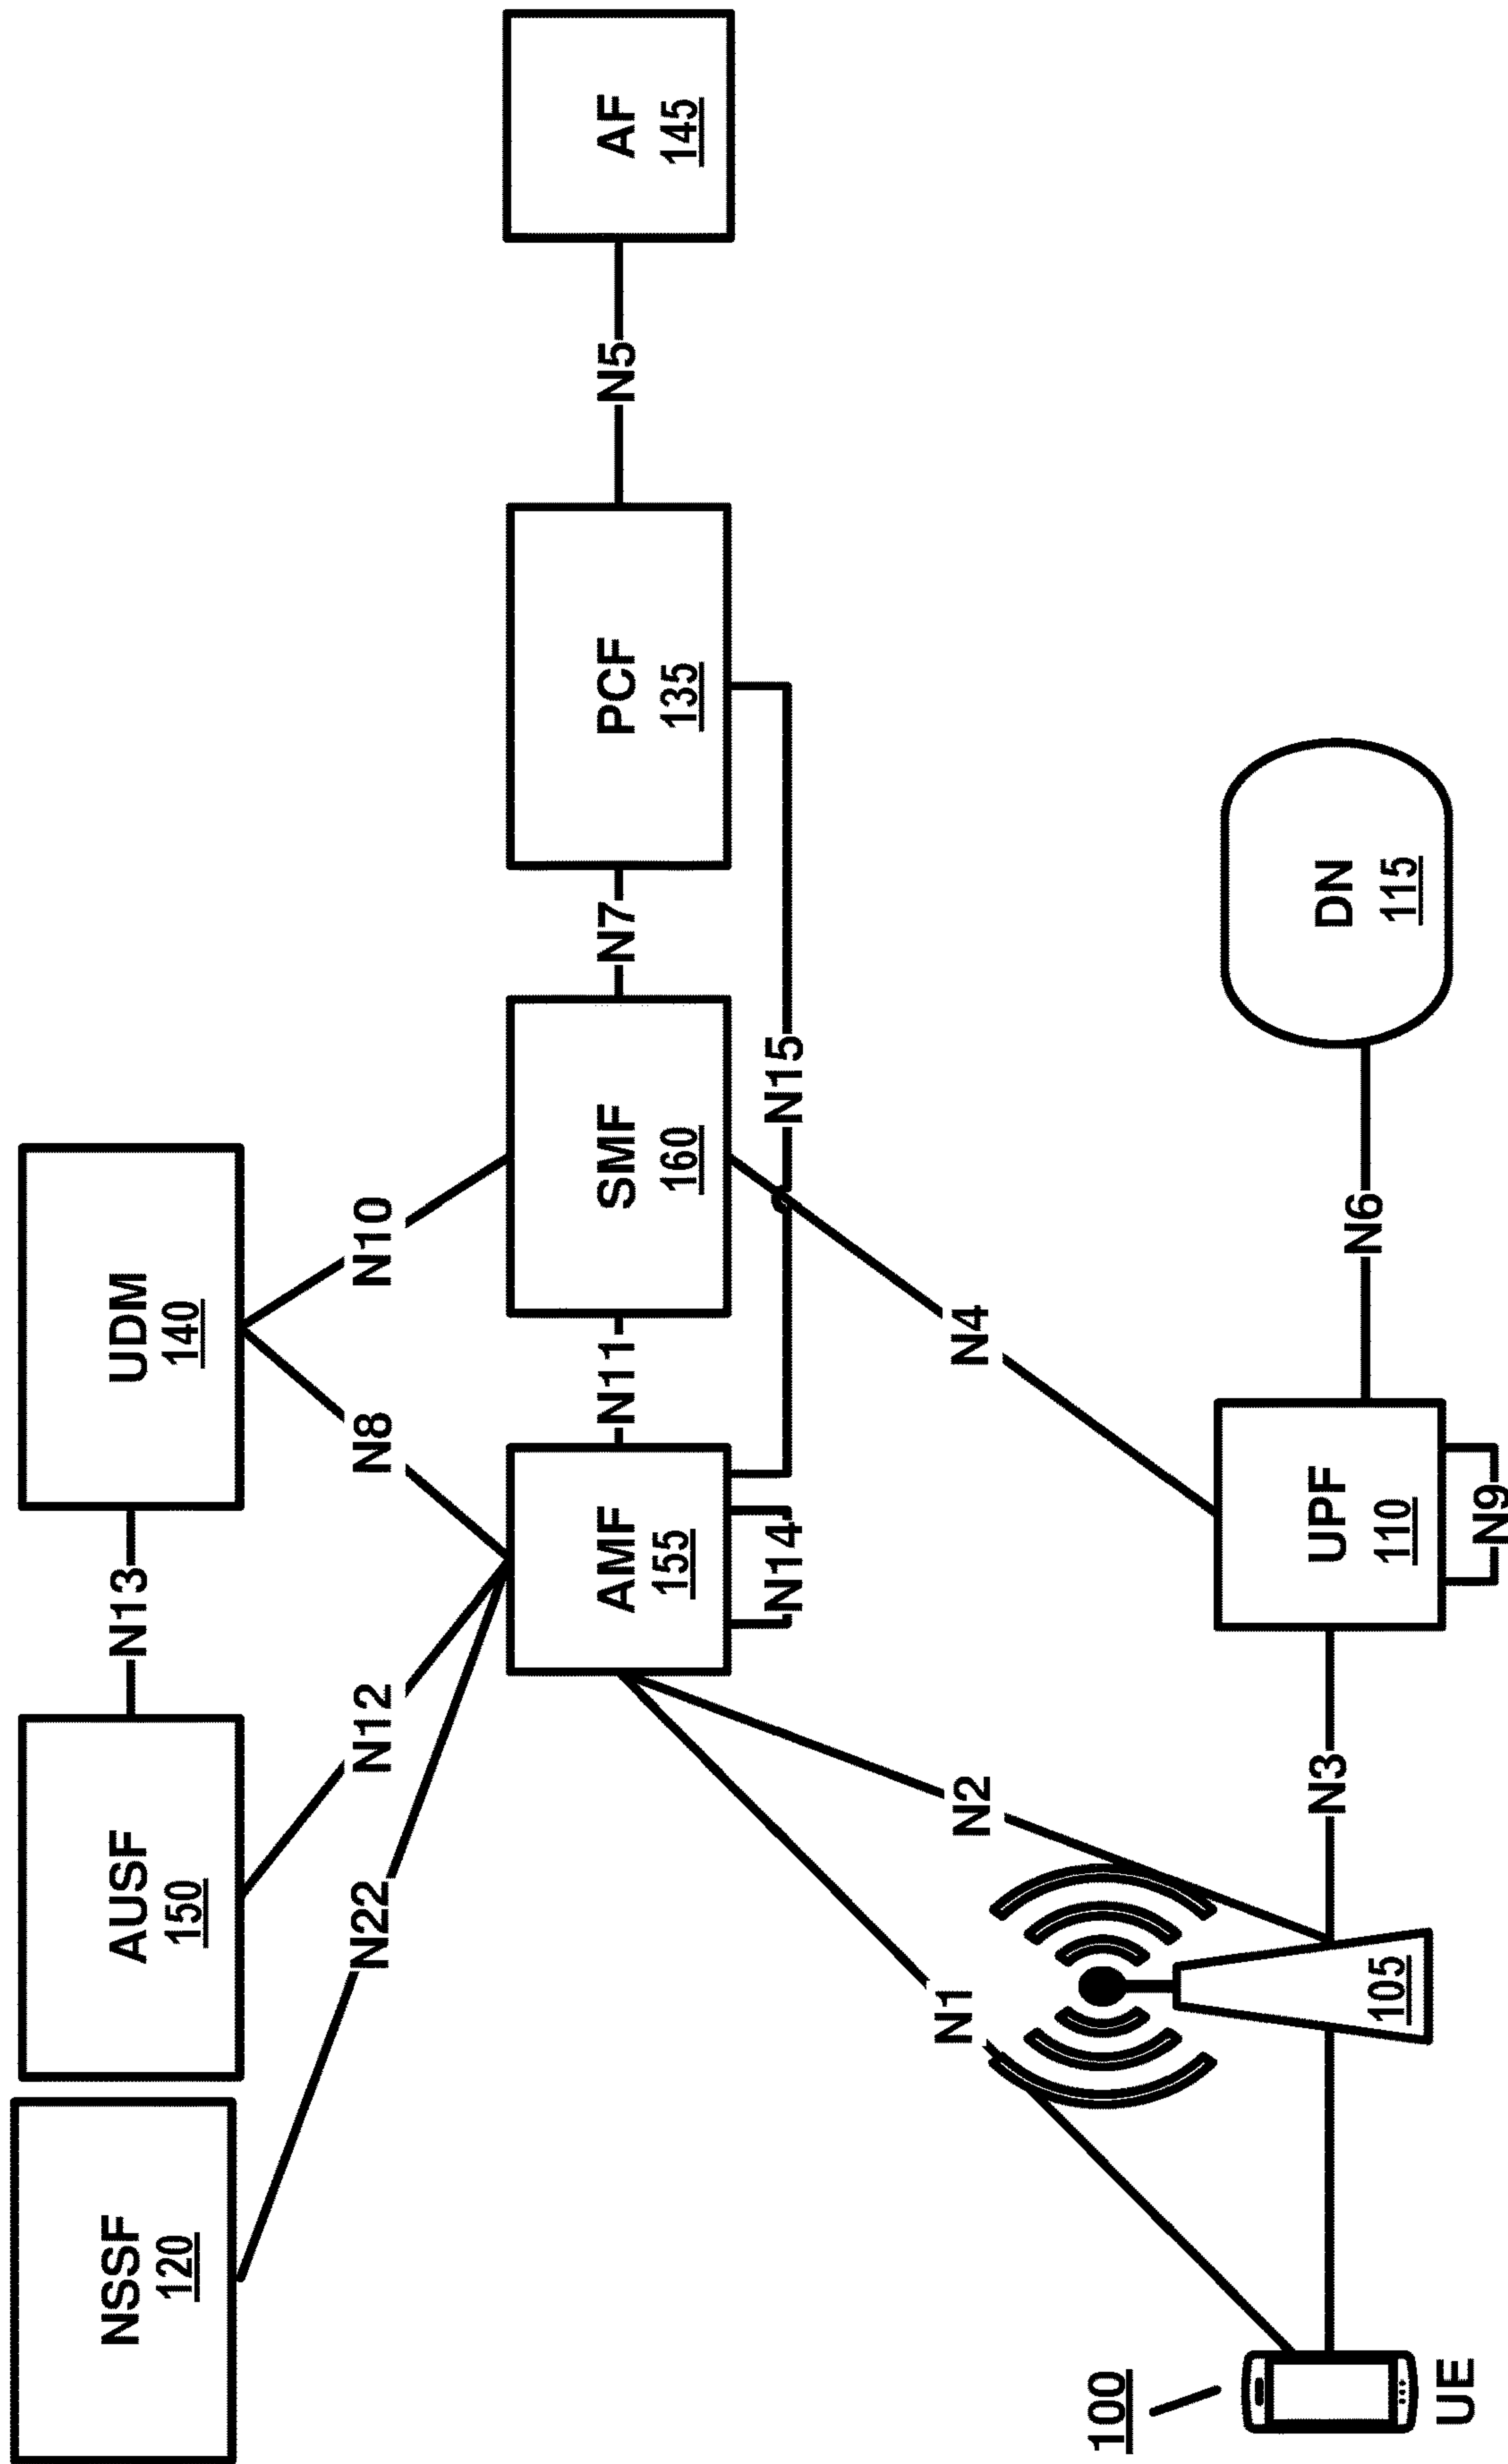 NSSF
120
AUSF
150
N13
UDM
140
N22
N12
N8
N10
AMF
155
N11
SMF
160
N7
PCF
135
N5
AF
145
N14
N15
N1
N2
N4
100
UE
105
N3
UPF
110
N6
DN
115
N9